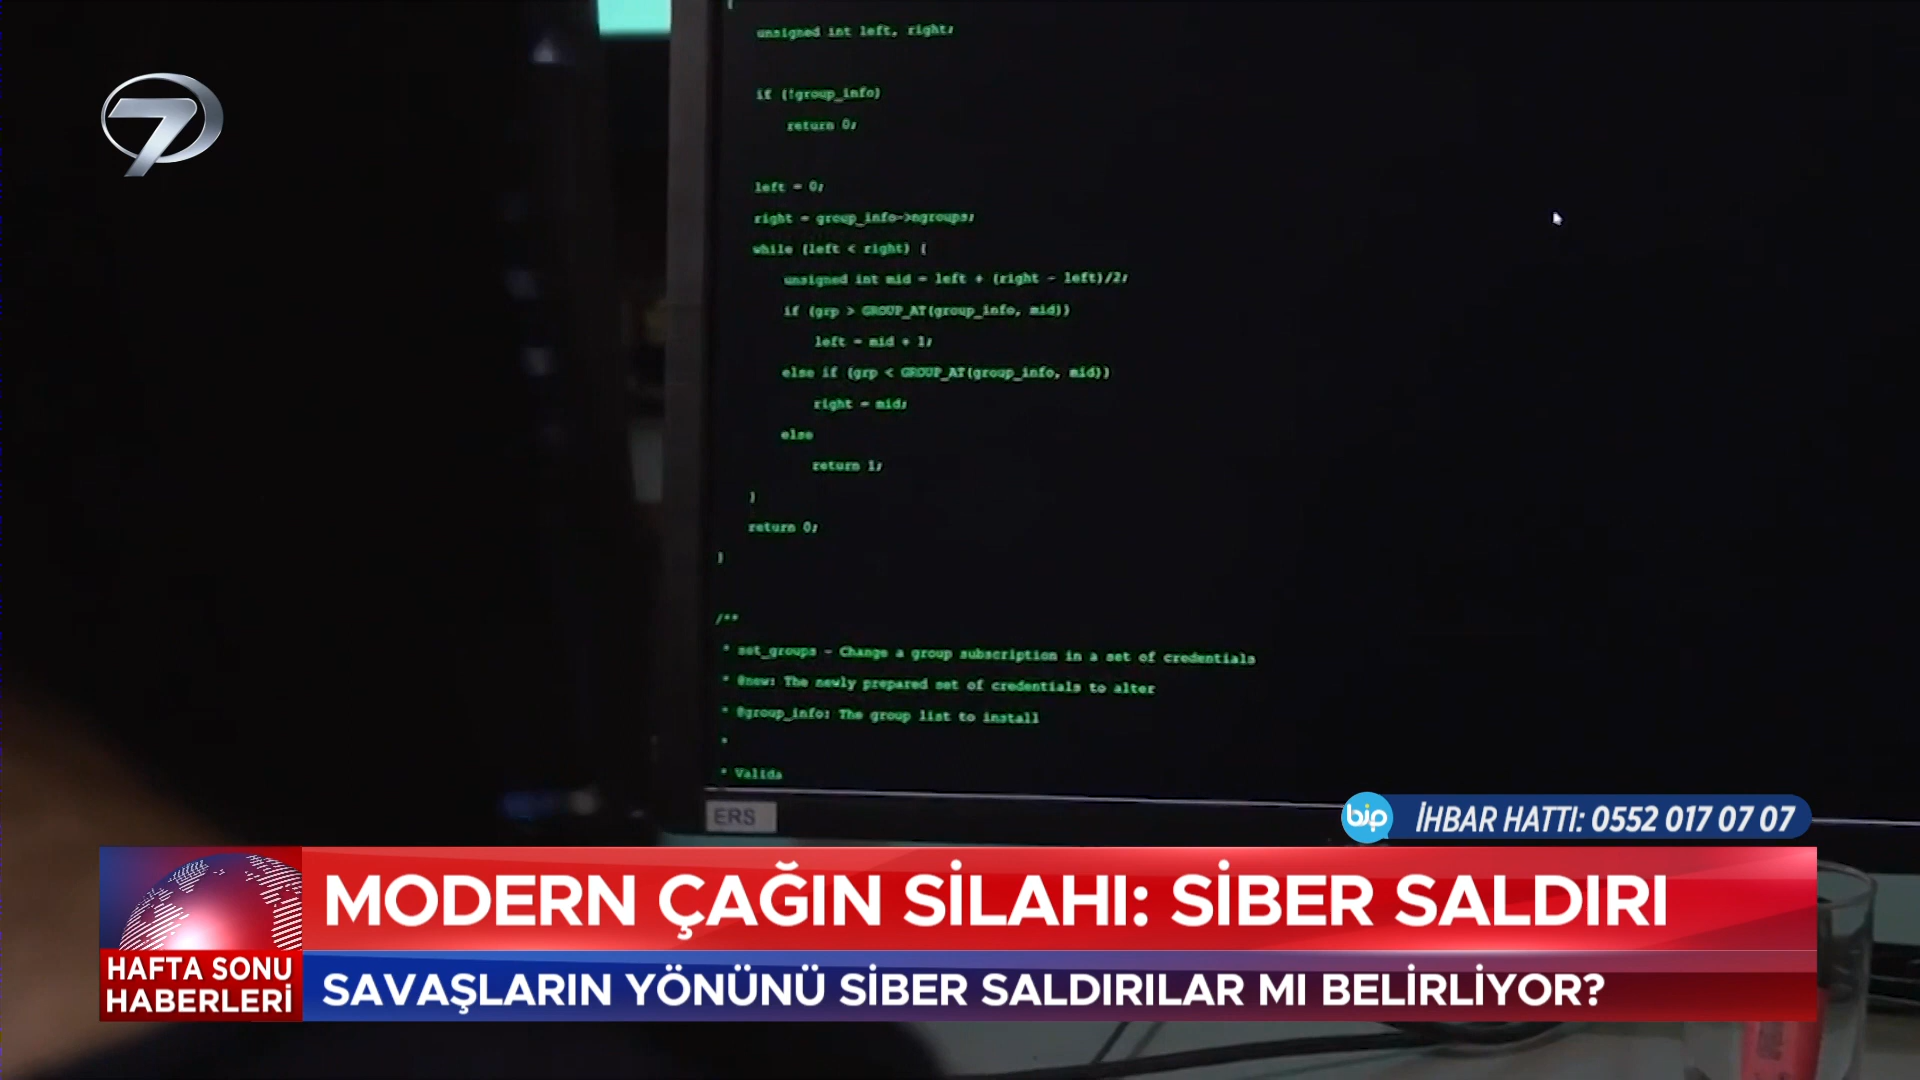 7
{
unsigned int left, right;
if (!group_info)
return 0;
left = 0;
right = group_info->ngroups;
while (left < right) {
unsigned int mid = left + (right - left)/2;
if (grp > GROUP_AT(group_info, mid))
left = mid + 1;
else if (grp < GROUP_AT(group_info, mid))
right = mid;
else
return 1;
}
return 0;
}
/**
* set_groups - Change a group subscription in a set of credentials
* @new: The newly prepared set of credentials to alter
* @group_info: The group list to install
*
* Valida
ERS
bip İHBAR HATTI: 0552 017 07 07
MODERN ÇAĞIN SİLAHI: SİBER SALDIRI
HAFTA SONU
HABERLERİ
SAVAŞLARIN YÖNÜNÜ SİBER SALDIRILAR MI BELİRLİYOR?